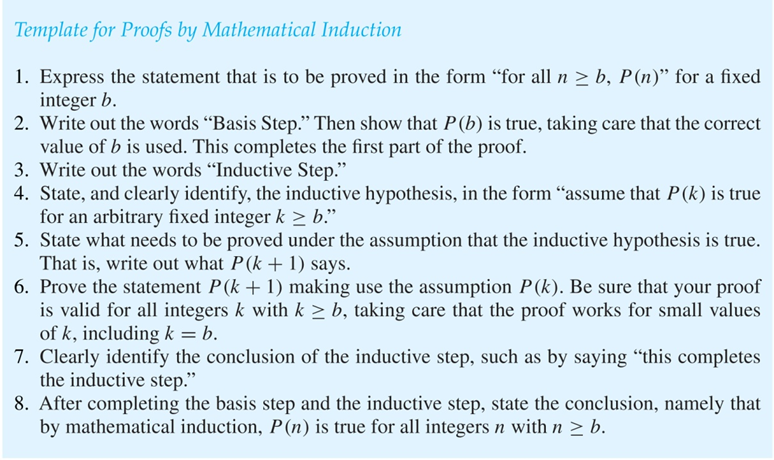 Template for Proofs by Mathematical Induction
1. Express the statement that is to be proved in the form “for all n ≥ b, P(n)” for a fixed
integer b.
2. Write out the words “Basis Step.” Then show that P(b) is true, taking care that the correct
value of b is used. This completes the first part of the proof.
3. Write out the words “Inductive Step.”
4. State, and clearly identify, the inductive hypothesis, in the form “assume that P(k) is true
for an arbitrary fixed integer k ≥ b.”
5. State what needs to be proved under the assumption that the inductive hypothesis is true.
That is, write out what P(k + 1) says.
6. Prove the statement P(k + 1) making use the assumption P(k). Be sure that your proof
is valid for all integers k with k ≥ b, taking care that the proof works for small values
of k, including k = b.
7. Clearly identify the conclusion of the inductive step, such as by saying “this completes
the inductive step.”
8. After completing the basis step and the inductive step, state the conclusion, namely that
by mathematical induction, P(n) is true for all integers n with n ≥ b.